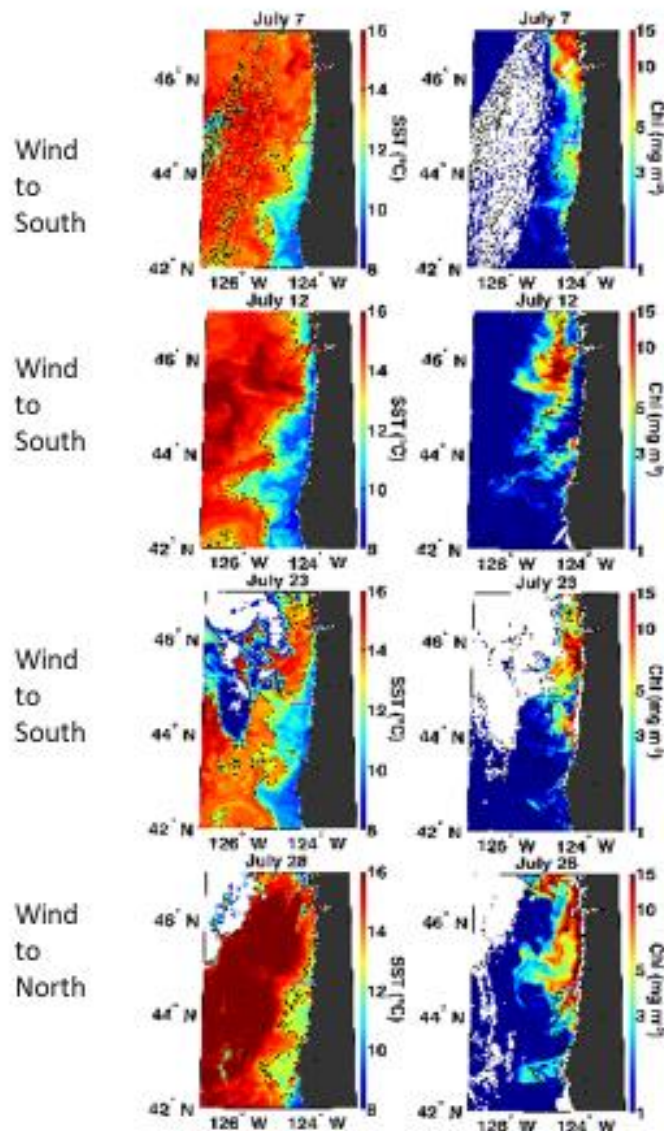 July 7
July 7
Wind
to
South
46° N
44° N
42° N
126° W 124° W
16
14
12
10
8
SST (°C)
46° N
44° N
42° N
126° W 124° W
15
10
5
3
1
Chl (mg m⁻³)
July 12
July 12
Wind
to
South
46° N
44° N
42° N
126° W 124° W
16
14
12
10
8
SST (°C)
46° N
44° N
42° N
126° W 124° W
15
10
5
3
1
Chl (mg m⁻³)
July 23
July 23
Wind
to
South
46° N
44° N
42° N
126° W 124° W
16
14
12
10
8
SST (°C)
46° N
44° N
42° N
126° W 124° W
15
10
5
3
1
Chl (mg m⁻³)
July 28
July 28
Wind
to
North
46° N
44° N
42° N
126° W 124° W
16
14
12
10
8
SST (°C)
46° N
44° N
42° N
126° W 124° W
15
10
5
3
1
Chl (mg m⁻³)